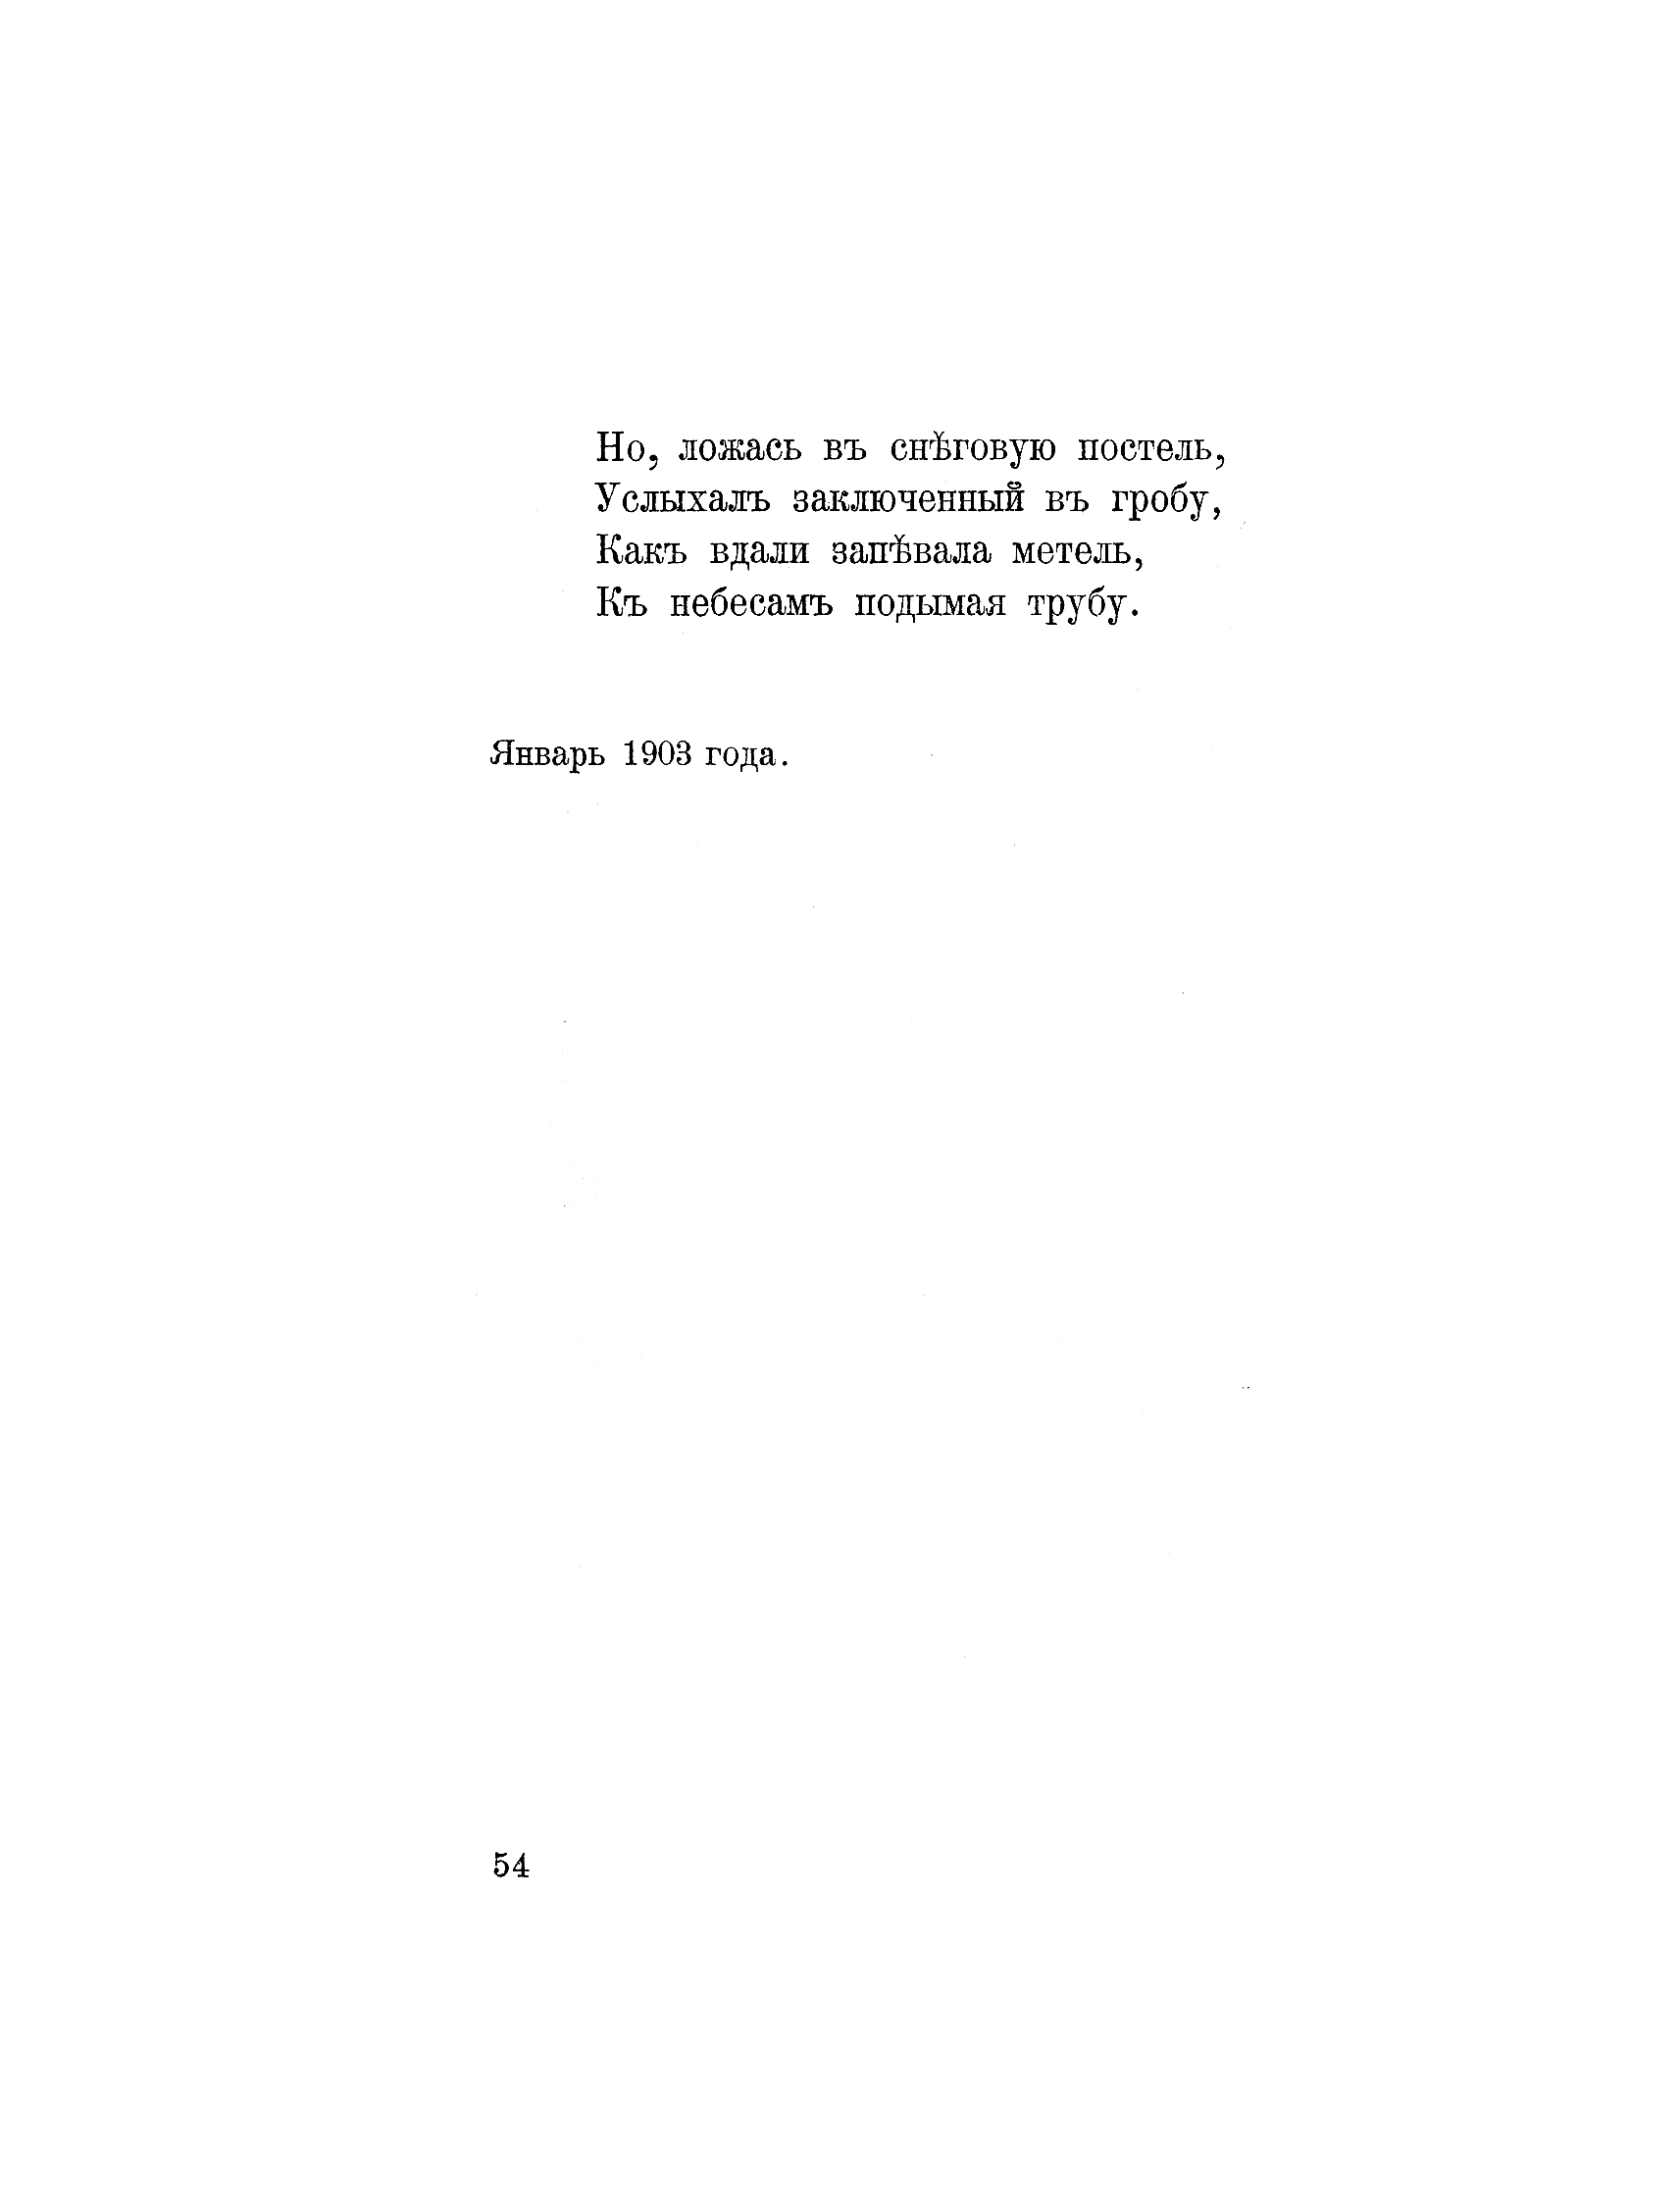 Но, ложась въ снѣговую постель,
Услыхалъ заключенный въ гробу,
Какъ вдали запѣвала метель,
Къ небесамъ подымая трубу.
Январь 1903 года.
54